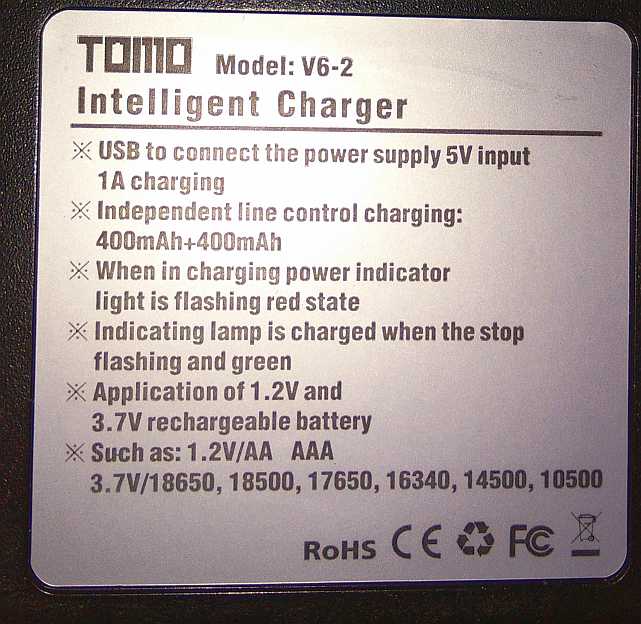 TOMO Model: V6-2
Intelligent Charger
※ USB to connect the power supply 5V input
1A charging
※ Independent line control charging:
400mAh+400mAh
※ When in charging power indicator
light is flashing red state
※ Indicating lamp is charged when the stop
flashing and green
※ Application of 1.2V and
3.7V rechargeable battery
※ Such as: 1.2V/AA AAA
3.7V/18650, 18500, 17650, 16340, 14500, 10500
RoHS CE FC